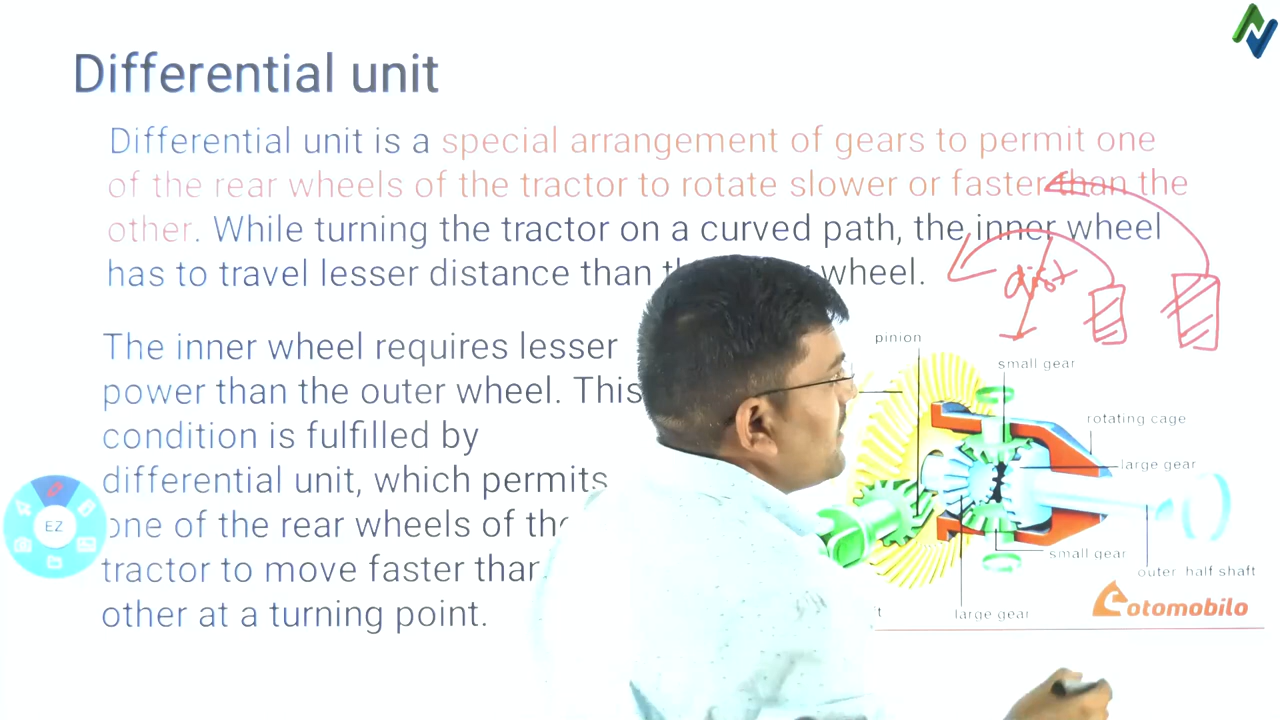 Differential unit
Differential unit is a special arrangement of gears to permit one
of the rear wheels of the tractor to rotate slower or faster than the
other. While turning the tractor on a curved path, the inner wheel
has to travel lesser distance than wheel.
The inner wheel requires lesser
power than the outer wheel. This
condition is fulfilled by
differential unit, which permits
one of the rear wheels of the
tractor to move faster than
other at a turning point.
dist
pinion
small gear
rotating cage
large gear
small gear
outer half shaft
large gear
otomobilo
EZ